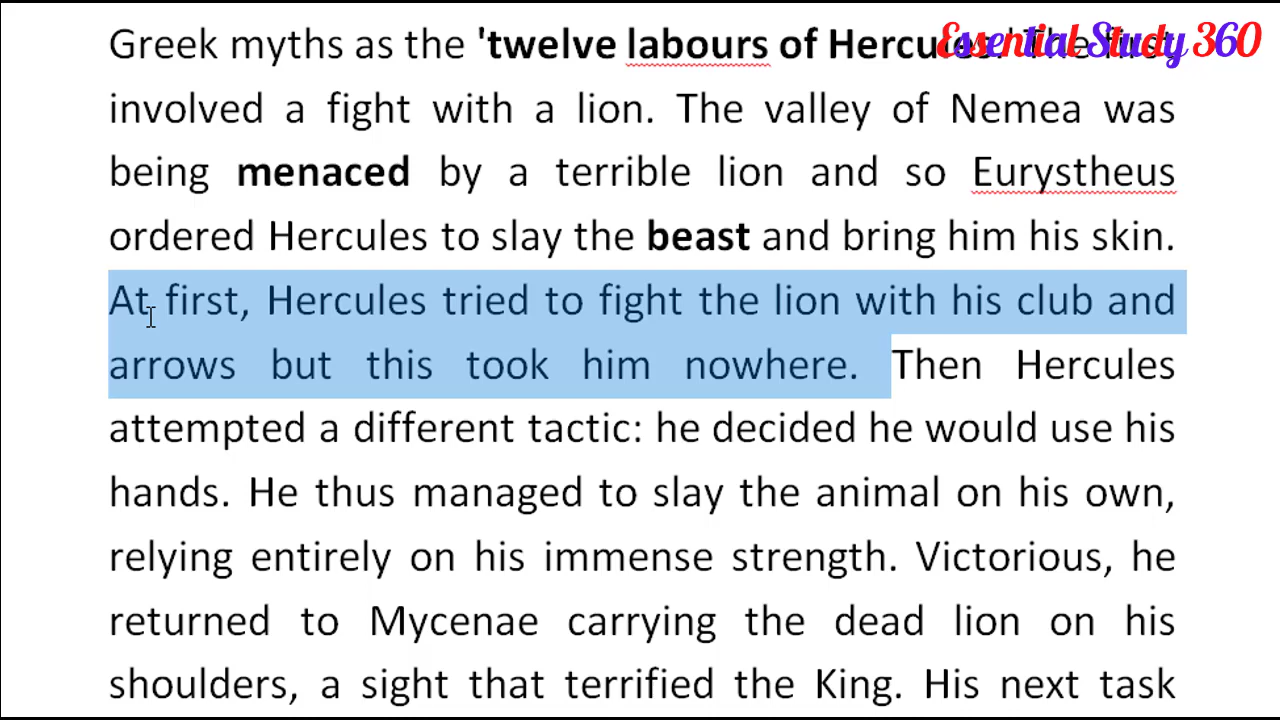 Greek myths as the 'twelve labours of Hercules. The first
Essential Study 360
involved a fight with a lion. The valley of Nemea was
being menaced by a terrible lion and so Eurystheus
ordered Hercules to slay the beast and bring him his skin.
At first, Hercules tried to fight the lion with his club and
arrows but this took him nowhere. Then Hercules
attempted a different tactic: he decided he would use his
hands. He thus managed to slay the animal on his own,
relying entirely on his immense strength. Victorious, he
returned to Mycenae carrying the dead lion on his
shoulders, a sight that terrified the King. His next task